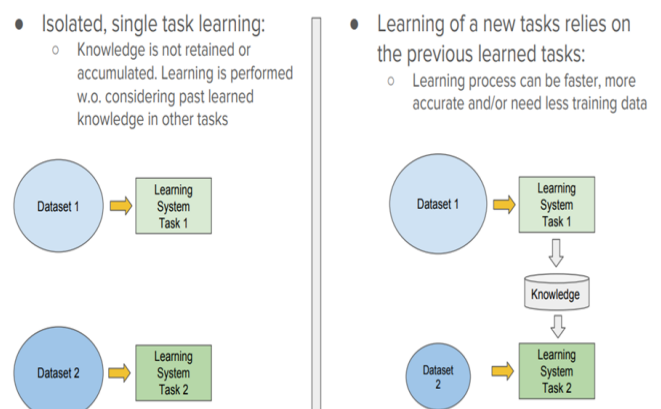 ● Isolated, single task learning:
○ Knowledge is not retained or
accumulated. Learning is performed
w.o. considering past learned
knowledge in other tasks
Dataset 1
Learning
System
Task 1
Dataset 2
Learning
System
Task 2
● Learning of a new tasks relies on
the previous learned tasks:
○ Learning process can be faster, more
accurate and/or need less training data
Dataset 1
Learning
System
Task 1
Knowledge
Dataset
2
Learning
System
Task 2